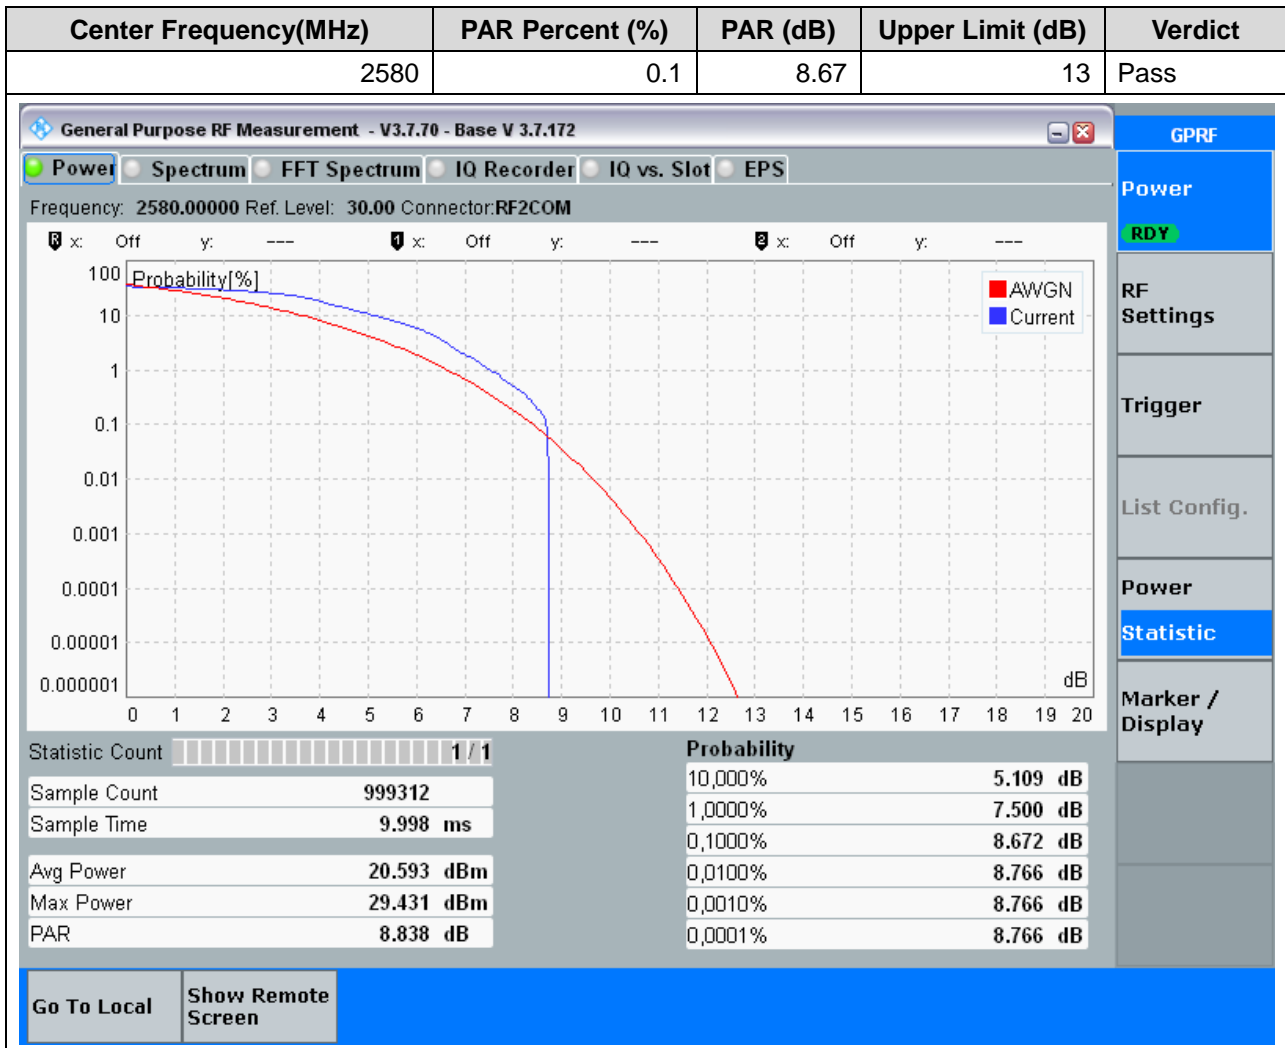 Center Frequency(MHz) PAR Percent (%) PAR (dB) Upper Limit (dB) Verdict
2580 0.1 8.67 13 Pass
General Purpose RF Measurement - V3.7.70 - Base V 3.7.172
GPRF
Power Spectrum FFT Spectrum IQ Recorder IQ vs. Slot EPS
Frequency: 2580.00000 Ref. Level: 30.00 Connector:RF2COM
R x: Off y: --- 1 x: Off y: --- 2 x: Off y: ---
Probability[%]
AWGN
Current
100
10
1
0.1
0.01
0.001
0.0001
0.00001
0.000001
dB
0 1 2 3 4 5 6 7 8 9 10 11 12 13 14 15 16 17 18 19 20
Statistic Count 1 / 1
Sample Count 999312
Sample Time 9.998 ms
Avg Power 20.593 dBm
Max Power 29.431 dBm
PAR 8.838 dB
Probability
10,000% 5.109 dB
1,0000% 7.500 dB
0,1000% 8.672 dB
0,0100% 8.766 dB
0,0010% 8.766 dB
0,0001% 8.766 dB
Power
RDY
RF
Settings
Trigger
List Config.
Power
Statistic
Marker /
Display
Go To Local
Show Remote
Screen